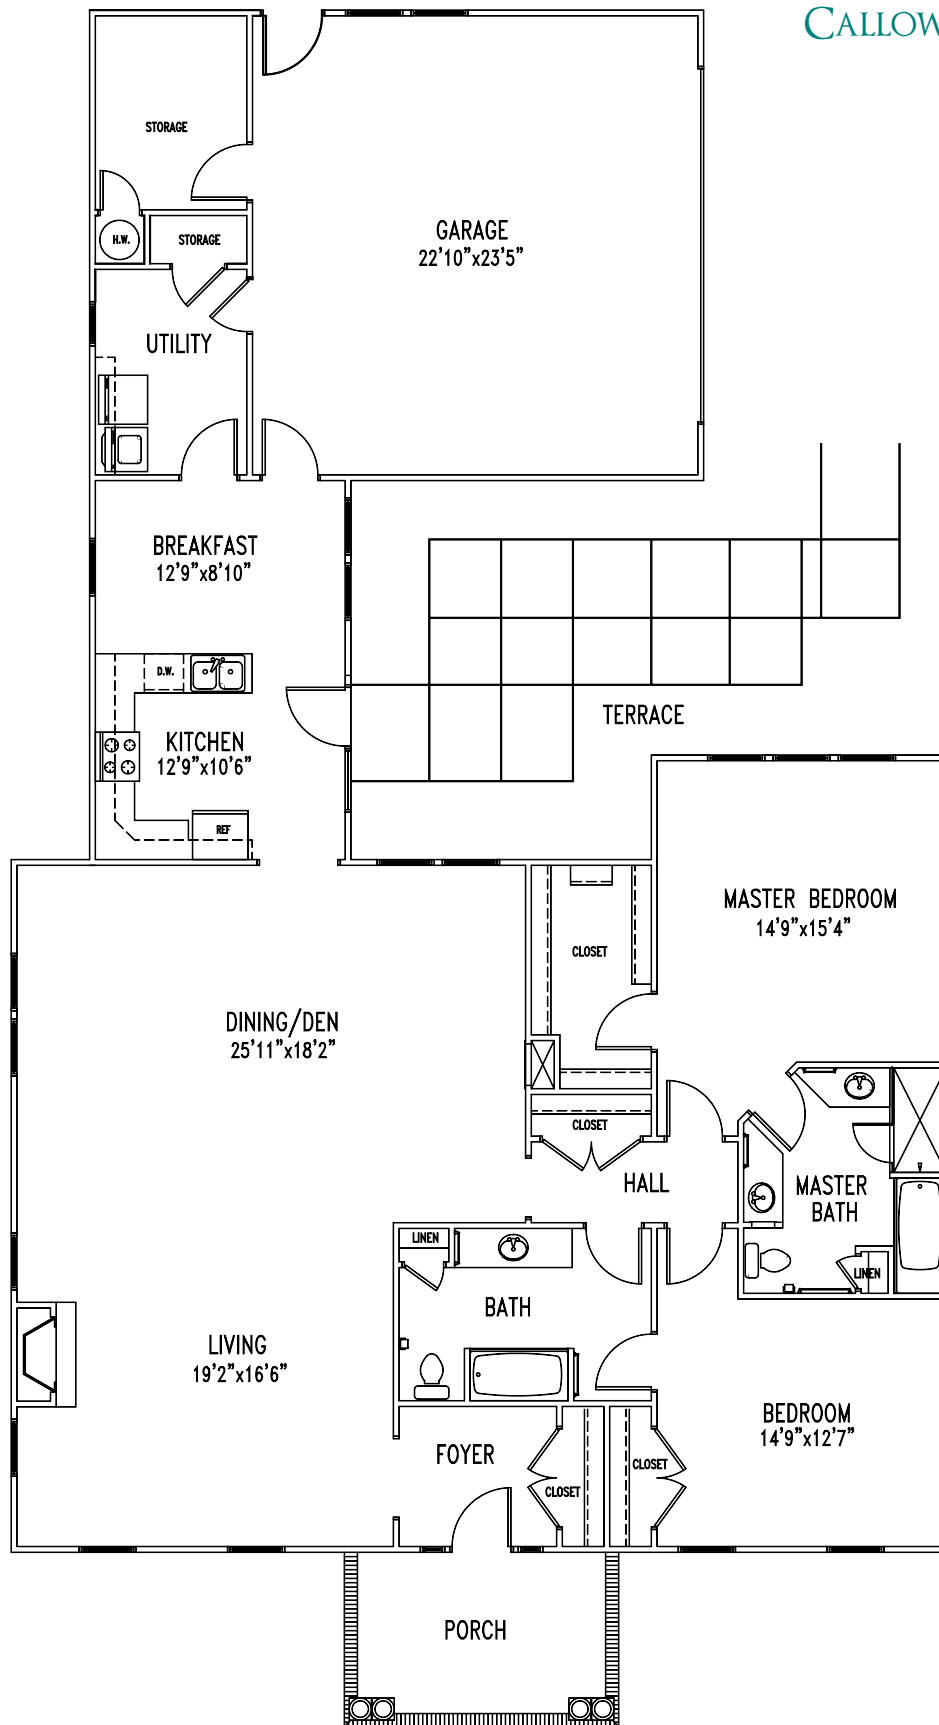 CALLOW
STORAGE
H.W.
STORAGE
GARAGE
22'10"x23'5"
UTILITY
BREAKFAST
12'9"x8'10"
D.W.
KITCHEN
12'9"x10'6"
REF
TERRACE
MASTER BEDROOM
14'9"x15'4"
CLOSET
DINING/DEN
25'11"x18'2"
CLOSET
HALL
MASTER
BATH
LINEN
LINEN
BATH
LIVING
19'2"x16'6"
BEDROOM
14'9"x12'7"
FOYER
CLOSET
CLOSET
PORCH